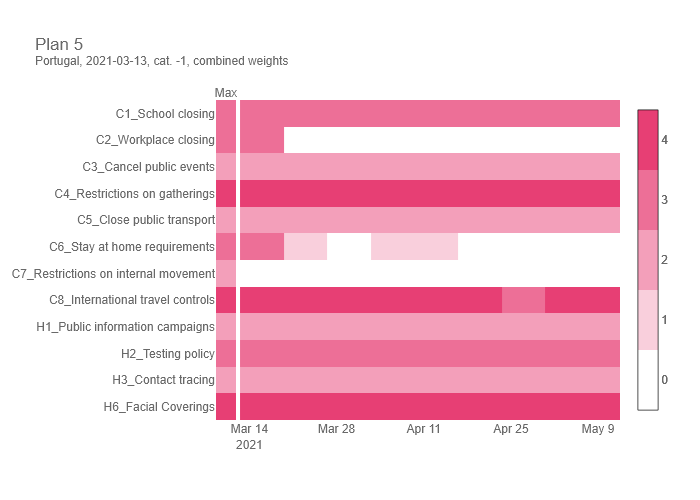 Plan 5
Portugal, 2021-03-13, cat. -1, combined weights
Max
C1_School closing
C2_Workplace closing
C3_Cancel public events
C4_Restrictions on gatherings
C5_Close public transport
C6_Stay at home requirements
C7_Restrictions on internal movement
C8_International travel controls
H1_Public information campaigns
H2_Testing policy
H3_Contact tracing
H6_Facial Coverings
Mar 14 Mar 28 Apr 11 Apr 25 May 9
2021
4
3
2
1
0